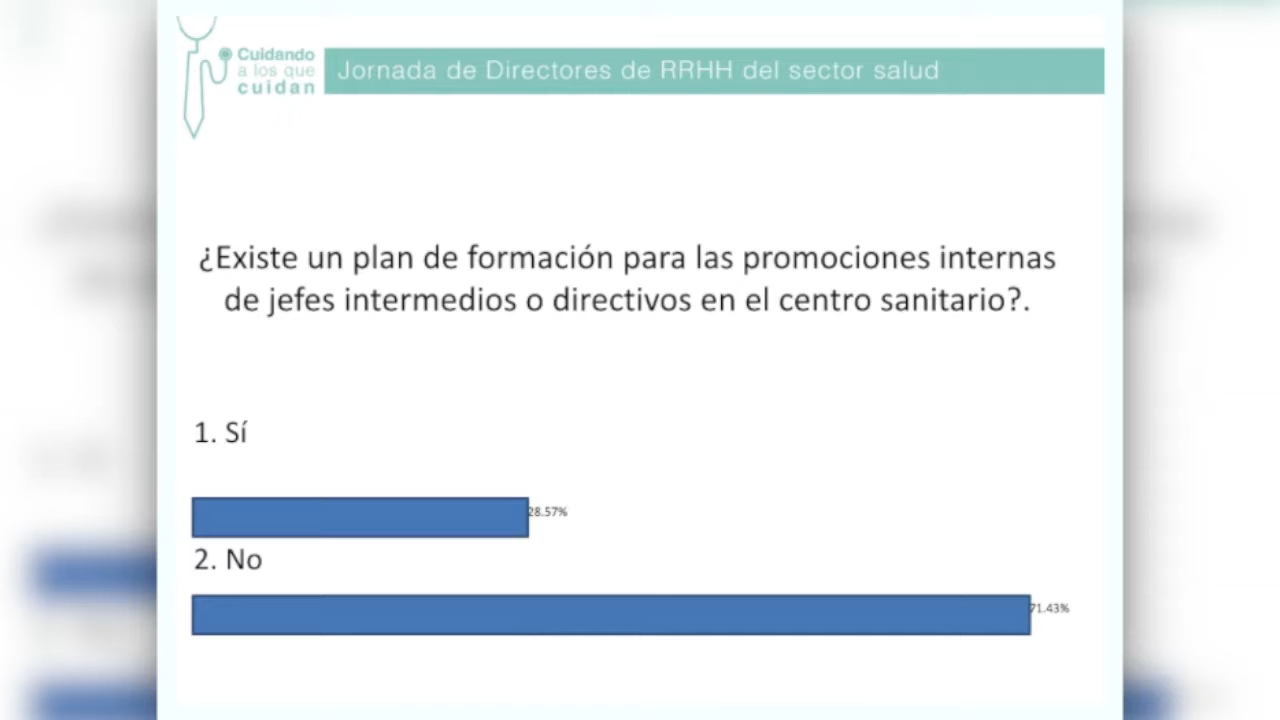 Cuidando
a los que
cuidan
Jornada de Directores de RRHH del sector salud
¿Existe un plan de formación para las promociones internas
de jefes intermedios o directivos en el centro sanitario?.
1. Sí
28.57%
2. No
71.43%